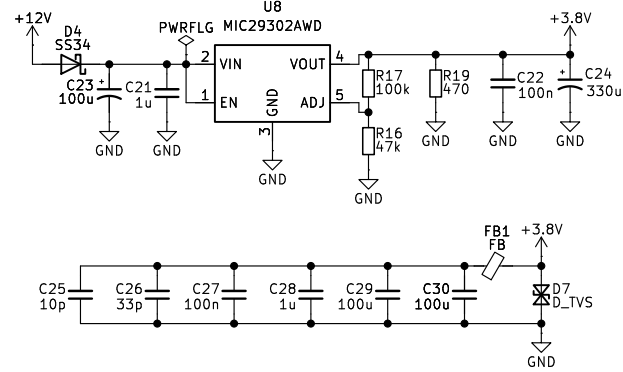 U8
MIC29302AWD
+12V
D4
SS34
PWRFLG
+3.8V
2 VIN
VOUT 4
1 EN
ADJ 5
GND
3
C23
100u
+
C21
1u
R17
100k
R19
470
C22
100n
+
C24
330u
R16
47k
GND
GND
GND
GND
GND
GND
GND
FB1
FB
+3.8V
C25
10p
C26
33p
C27
100n
C28
1u
C29
100u
C30
100u
D7
D_TVS
GND